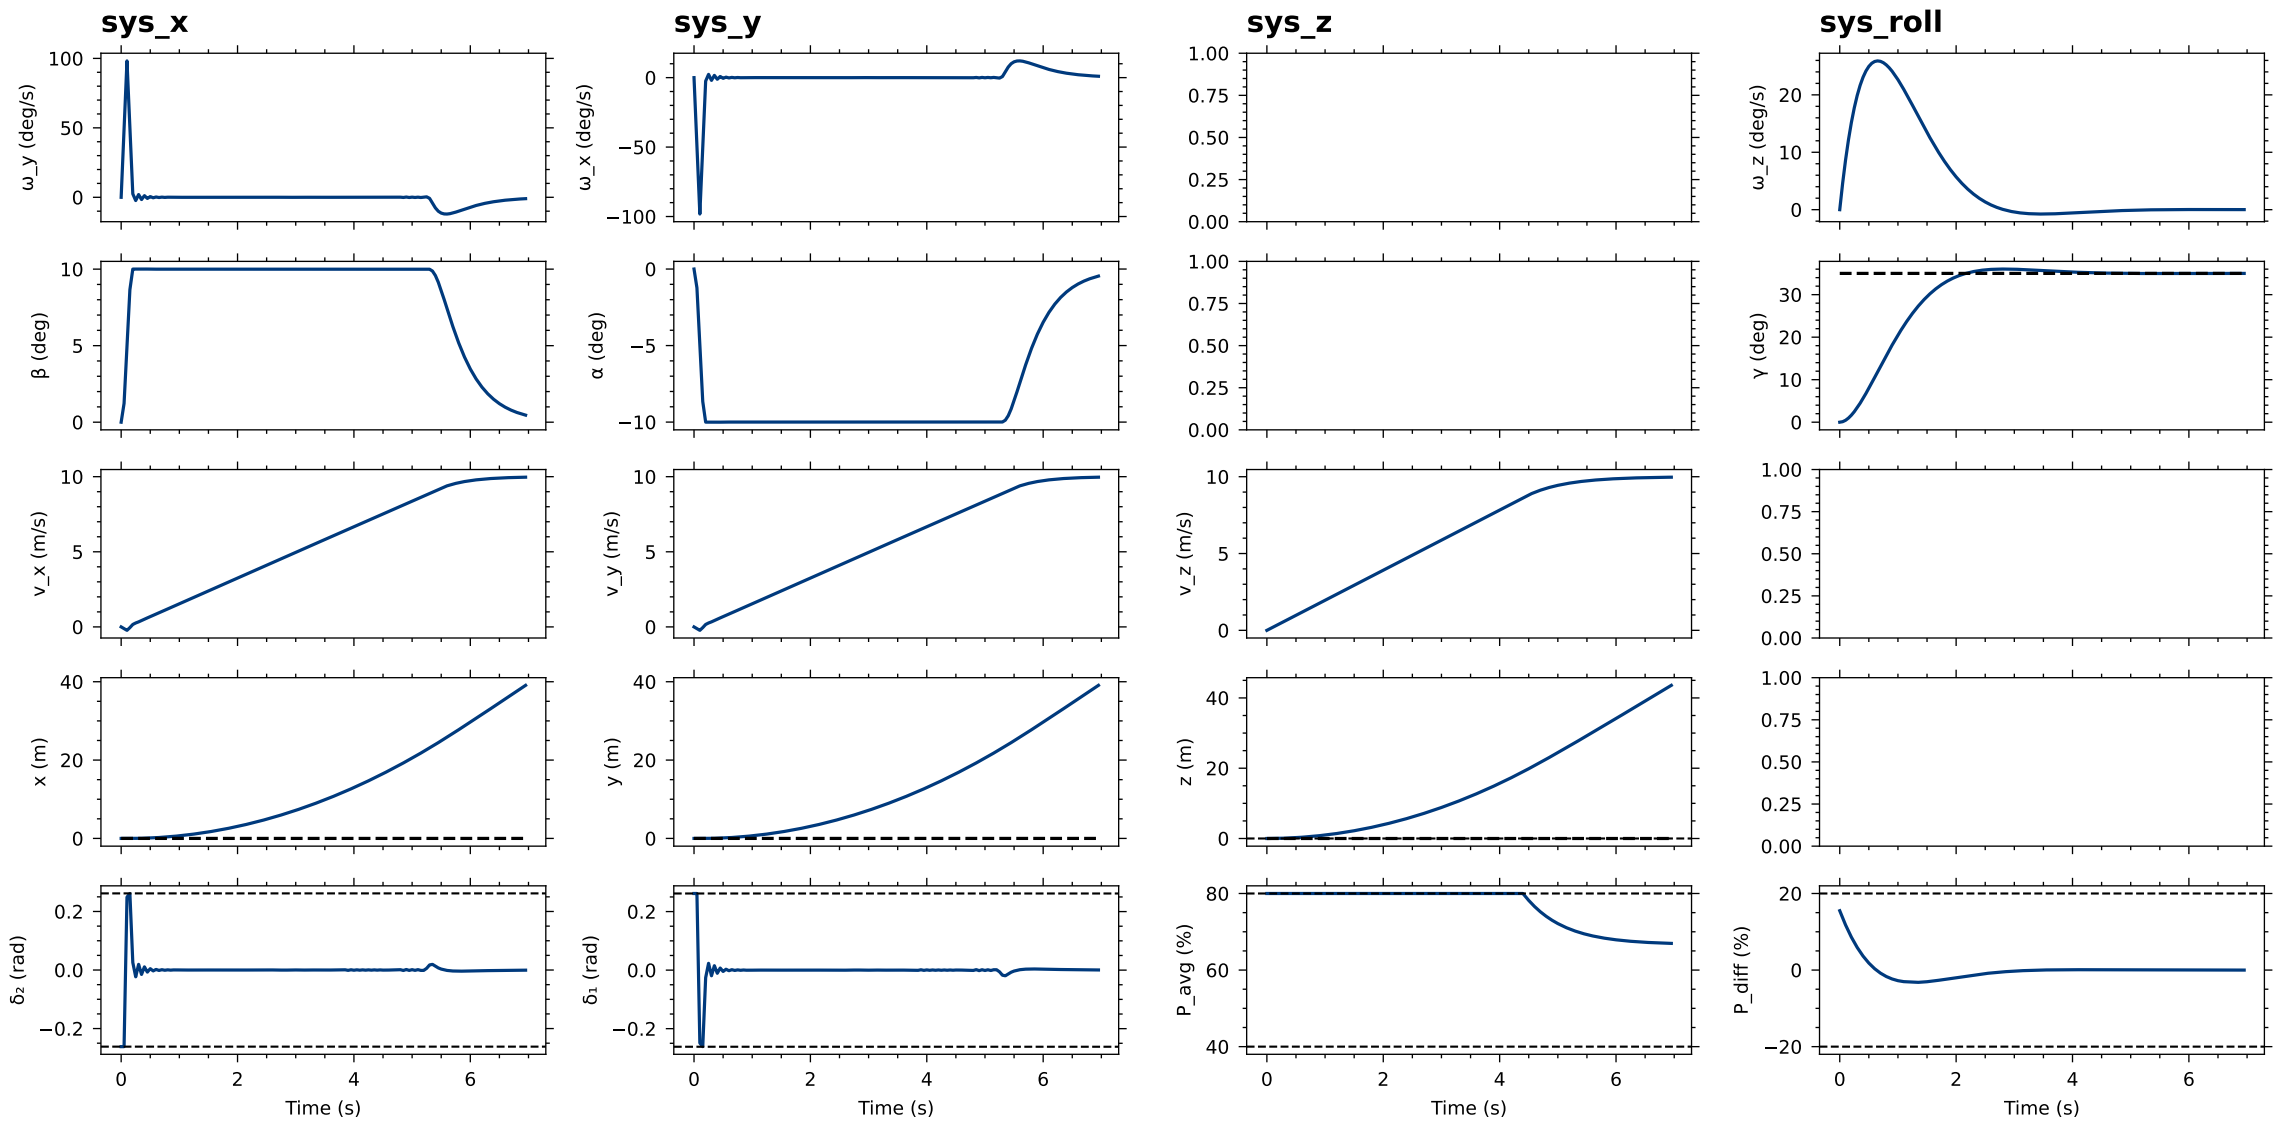 sys_x
sys_y
sys_z
sys_roll
ω_y (deg/s)
100
50
0
ω_x (deg/s)
0
−50
−100
1.00
0.75
0.50
0.25
0.00
ω_z (deg/s)
20
10
0
β (deg)
10
5
0
α (deg)
0
−5
−10
1.00
0.75
0.50
0.25
0.00
γ (deg)
30
20
10
0
v_x (m/s)
10
5
0
v_y (m/s)
10
5
0
v_z (m/s)
10
5
0
1.00
0.75
0.50
0.25
0.00
x (m)
40
20
0
y (m)
40
20
0
z (m)
40
20
0
1.00
0.75
0.50
0.25
0.00
δ₂ (rad)
0.2
0.0
−0.2
δ₁ (rad)
0.2
0.0
−0.2
P_avg (%)
80
60
40
P_diff (%)
20
0
−20
0 2 4 6
0 2 4 6
0 2 4 6
0 2 4 6
Time (s)
Time (s)
Time (s)
Time (s)